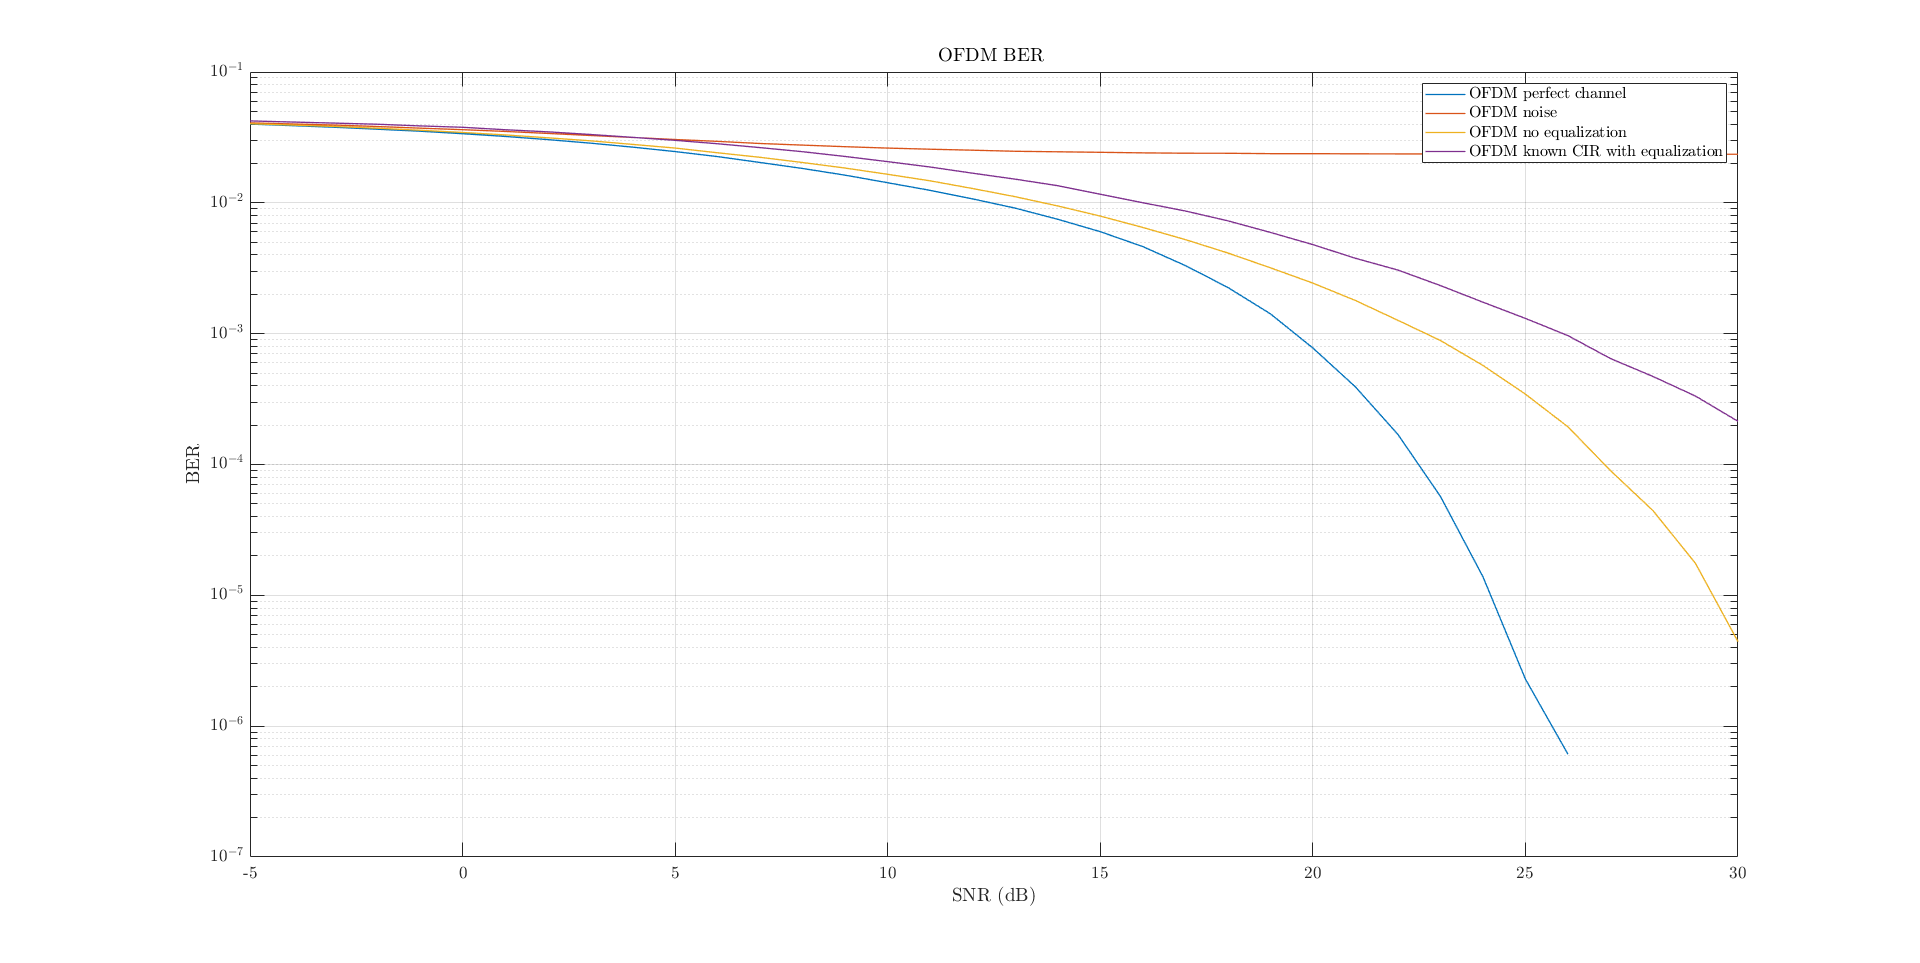 OFDM BER
OFDM perfect channel
OFDM noise
OFDM no equalization
OFDM known CIR with equalization
10^{-1}
10^{-2}
10^{-3}
10^{-4}
10^{-5}
10^{-6}
10^{-7}
BER
-5 0 5 10 15 20 25 30
SNR (dB)